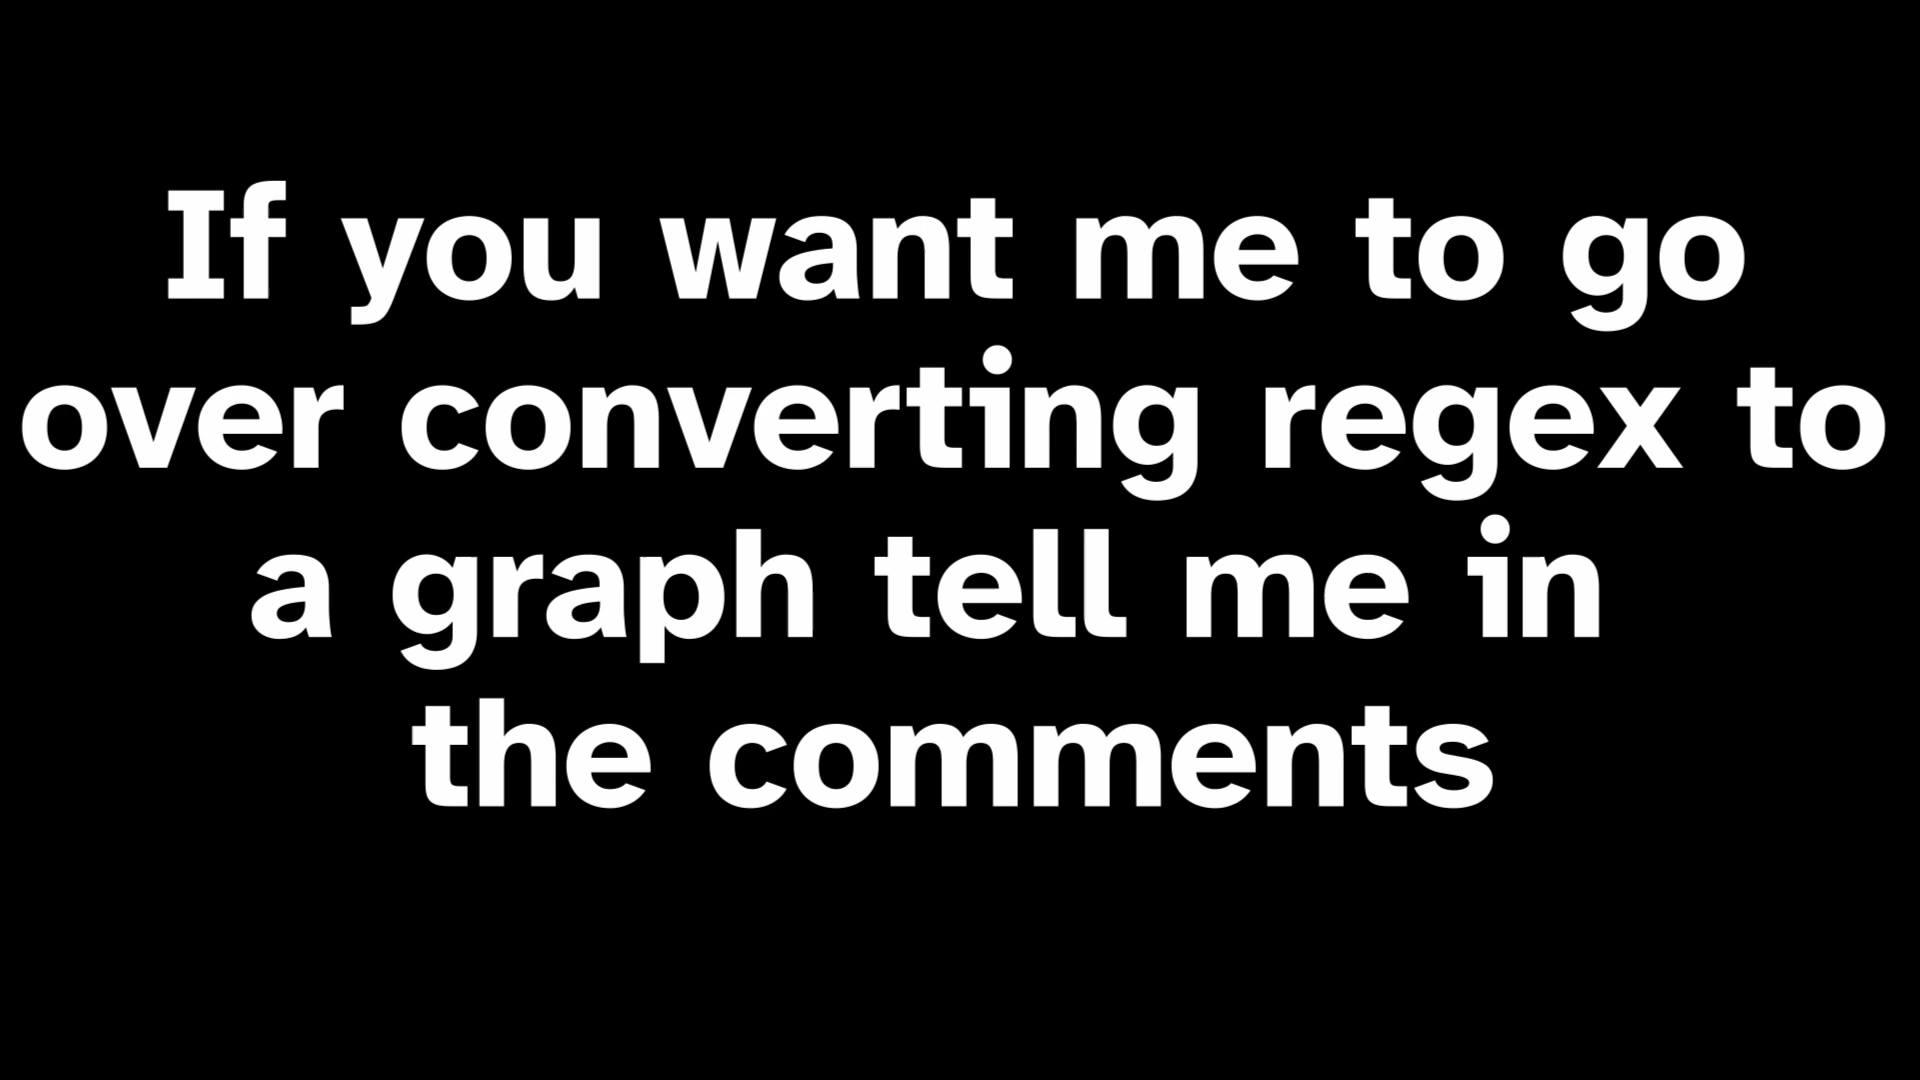 If you want me to go
over converting regex to
a graph tell me in
the comments